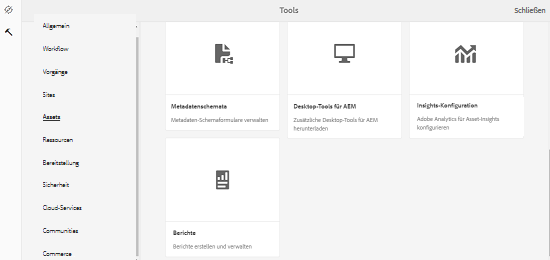 Tools
Schließen
Allgemein
Workflow
Vorgänge
Sites
Assets
Ressourcen
Bereitstellung
Sicherheit
Cloud-Services
Communities
Commerce
Metadatenschemata
Metadaten-Schemaformulare verwalten
Desktop-Tools für AEM
Zusätzliche Desktop-Tools für AEM
herunterladen
Insights-Konfiguration
Adobe Analytics für Asset-Insights
konfigurieren
Berichte
Berichte erstellen und verwalten